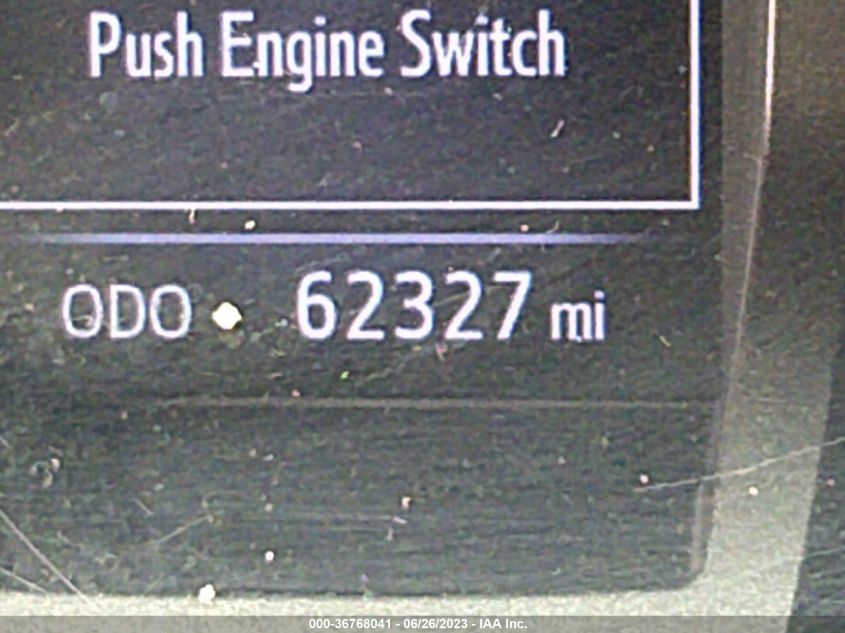 Push Engine Switch
ODO 62327 mi
000-36768041 - 06/26/2023 - IAA Inc.